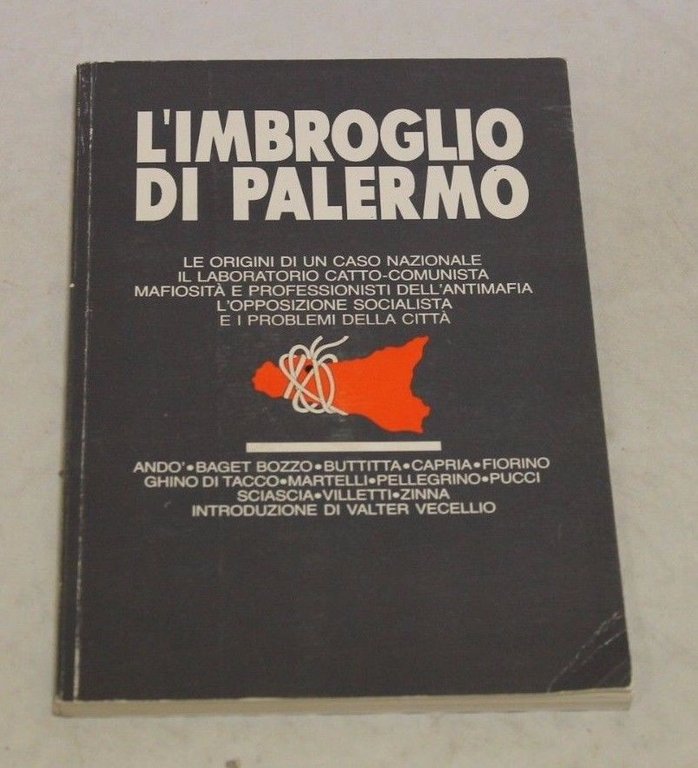 L'IMBROGLIO
DI PALERMO
LE ORIGINI DI UN CASO NAZIONALE
IL LABORATORIO CATTO-COMUNISTA
MAFIOSITÀ E PROFESSIONISTI DELL'ANTIMAFIA
L'OPPOSIZIONE SOCIALISTA
E I PROBLEMI DELLA CITTÀ
ANDO'•BAGET BOZZO•BUTTITTA•CAPRIA•FIORINO
GHINO DI TACCO•MARTELLI•PELLEGRINO•PUCCI
SCIASCIA•VILLETTI•ZINNA
INTRODUZIONE DI VALTER VECELLIO